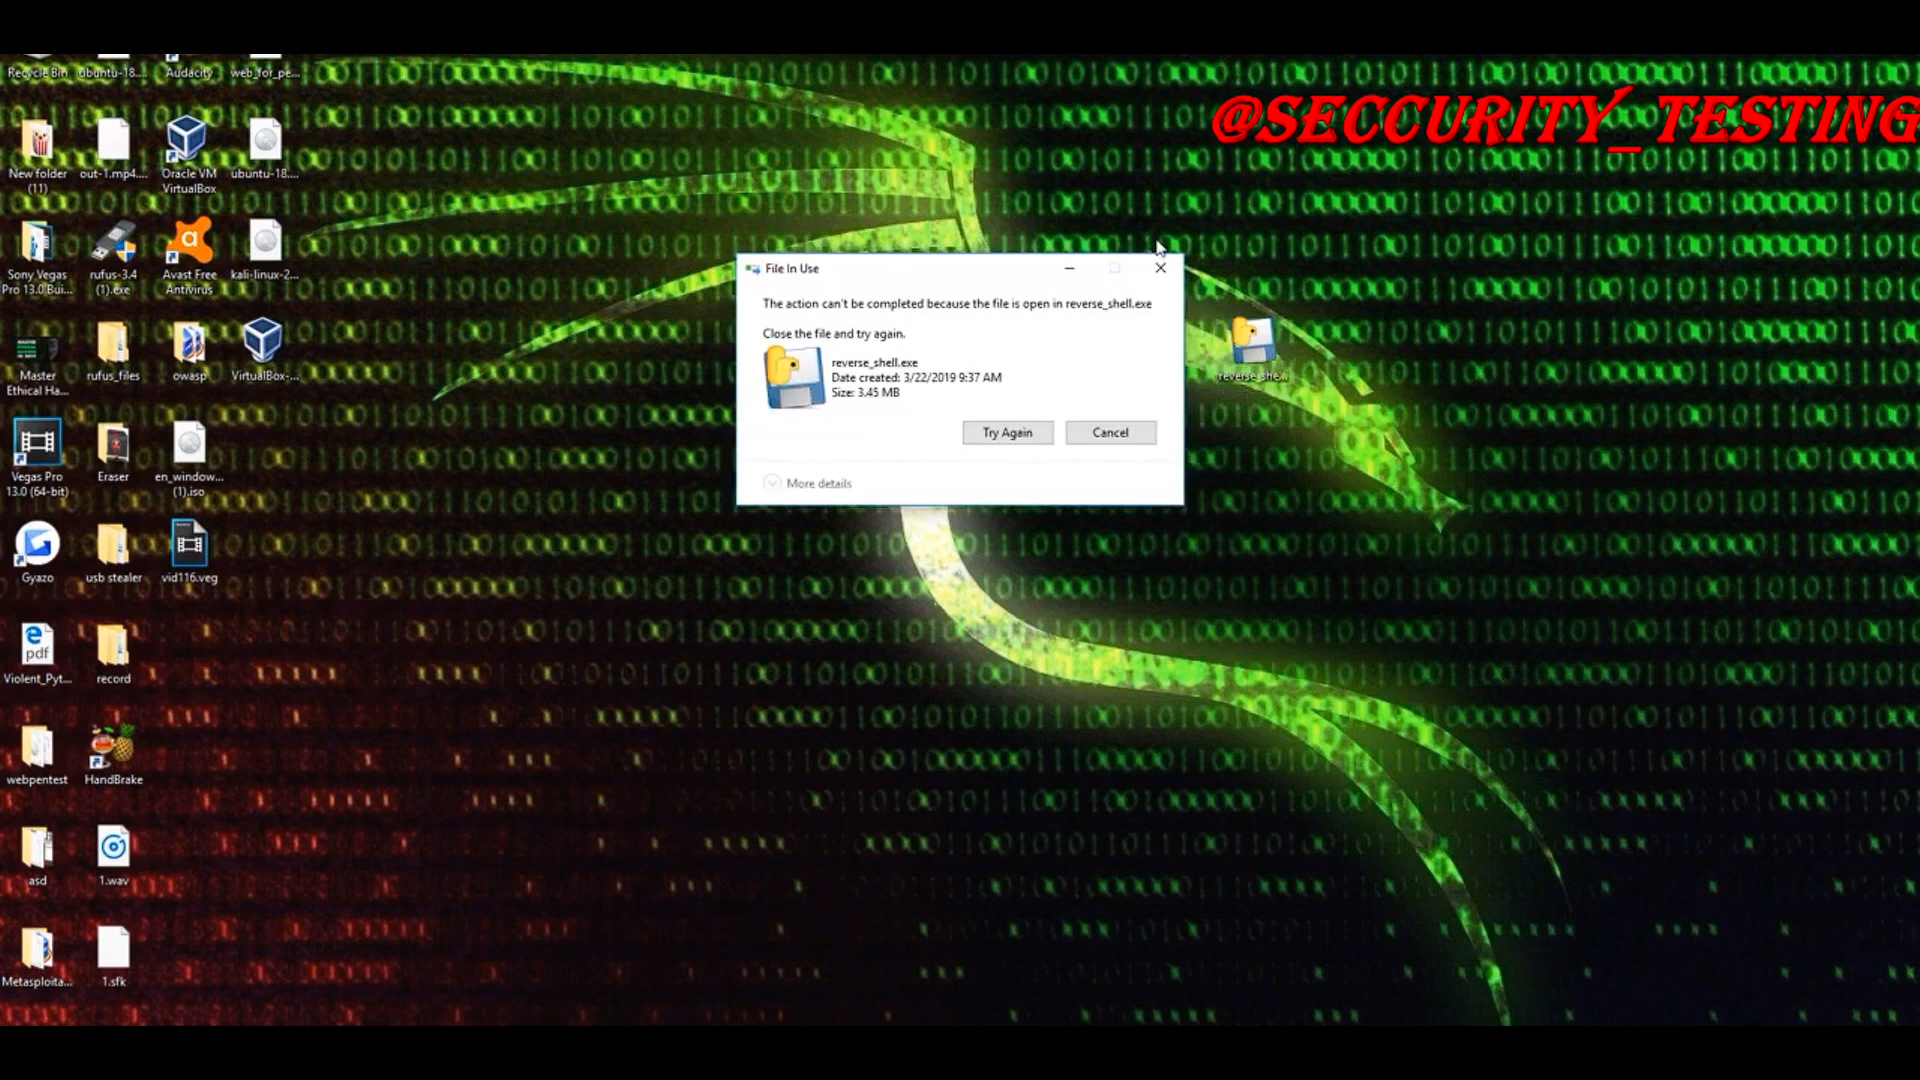 @SECCURITY_TESTING
Recycle Bin
ubuntu-18....
Audacity
web_for_pe...
New folder
(11)
out-1.mp4....
Oracle VM
VirtualBox
ubuntu-18....
Sony Vegas
Pro 13.0 Bui...
rufus-3.4
(1).exe
Avast Free
Antivirus
kali-linux-2...
Master
Ethical Ha...
rufus_files
owasp
VirtualBox-...
Vegas Pro
13.0 (64-bit)
Eraser
en_window...
(1).iso
Gyazo
usb stealer
vid116.veg
pdf
Violent_Pyt...
record
webpentest
HandBrake
asd
1.wav
Metasploita...
1.sfk
File In Use
The action can't be completed because the file is open in reverse_shell.exe
Close the file and try again.
reverse_shell.exe
Date created: 3/22/2019 9:37 AM
Size: 3.45 MB
Try Again
Cancel
More details
reverse_she...